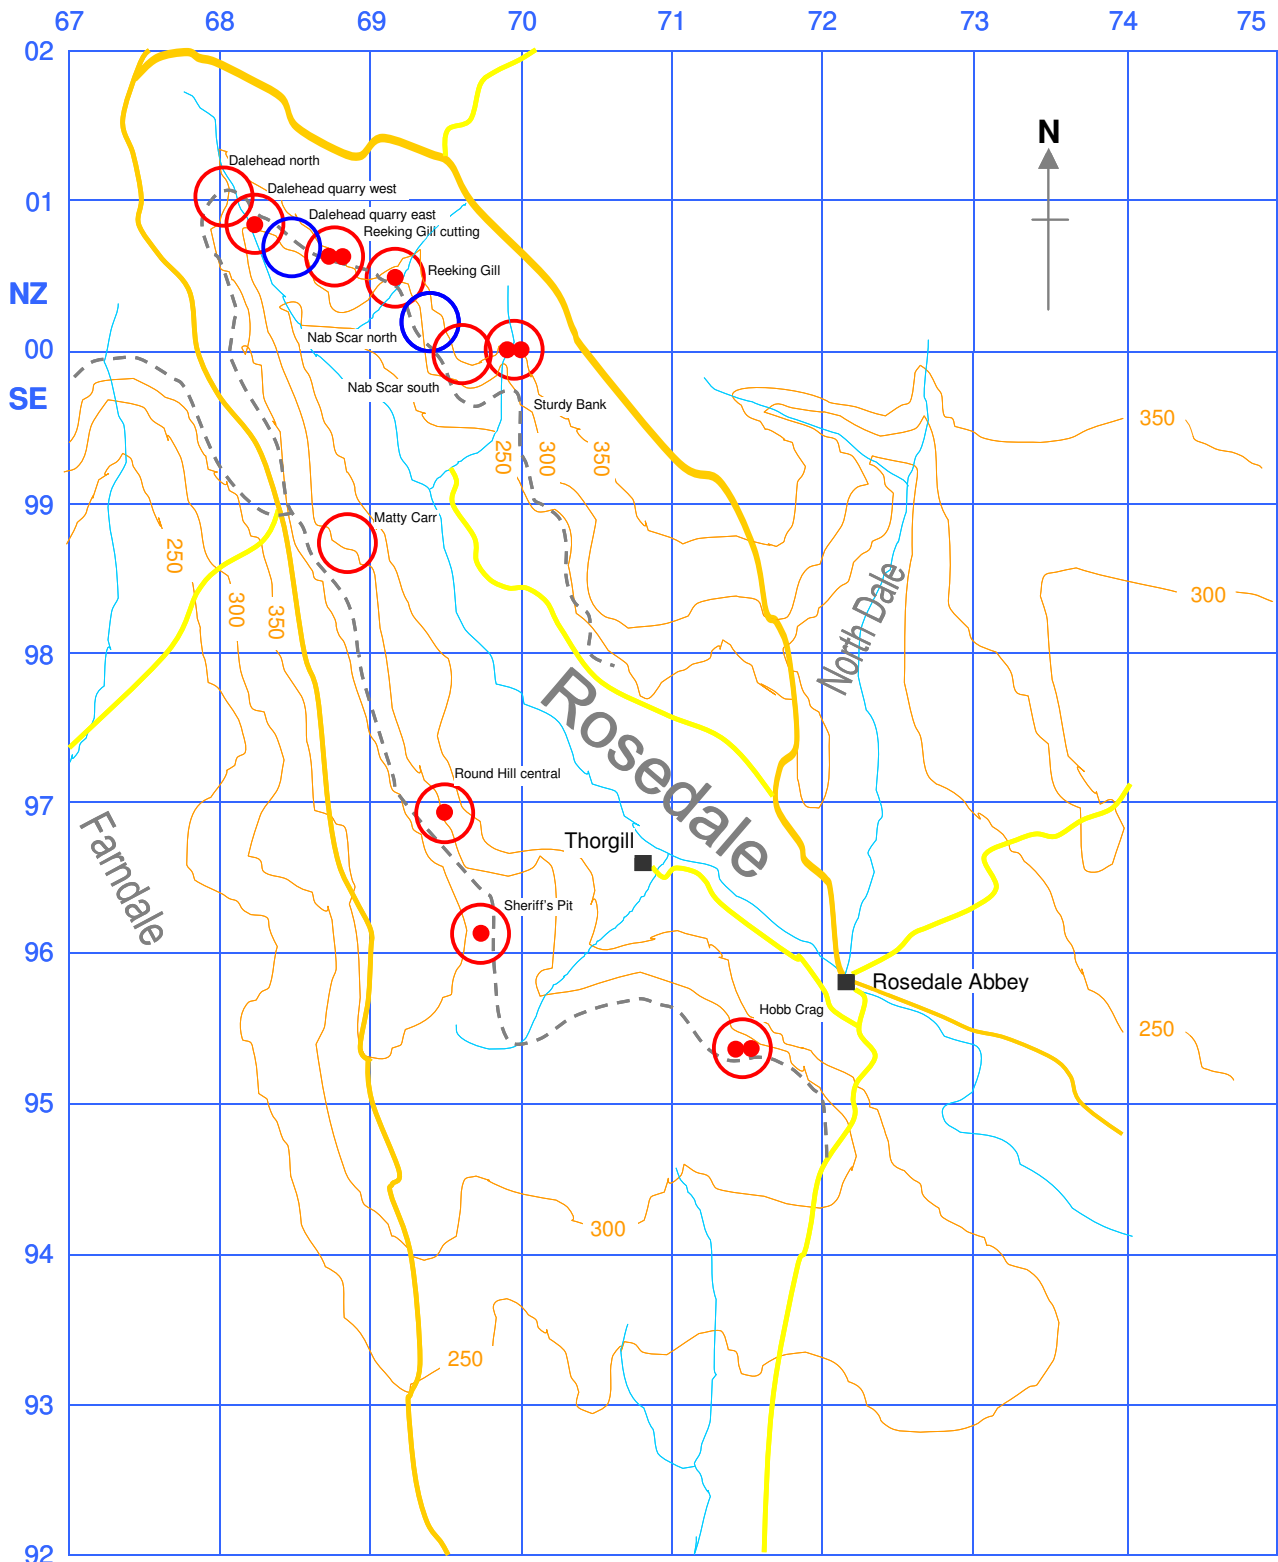 67 68 69 70 71 72 73 74 75
02
N
Dalehead north
Dalehead quarry west
01
Dalehead quarry east
Reeking Gill cutting
Reeking Gill
NZ
Nab Scar north
00
Nab Scar south
SE
Sturdy Bank
350
250
300
350
99
Matty Carr
250
300
350
North Dale
300
98
Rosedale
Round Hill central
97
Farndale
Thorgill
Sheriff's Pit
96
Rosedale Abbey
Hobb Crag
250
95
300
94
250
93
92